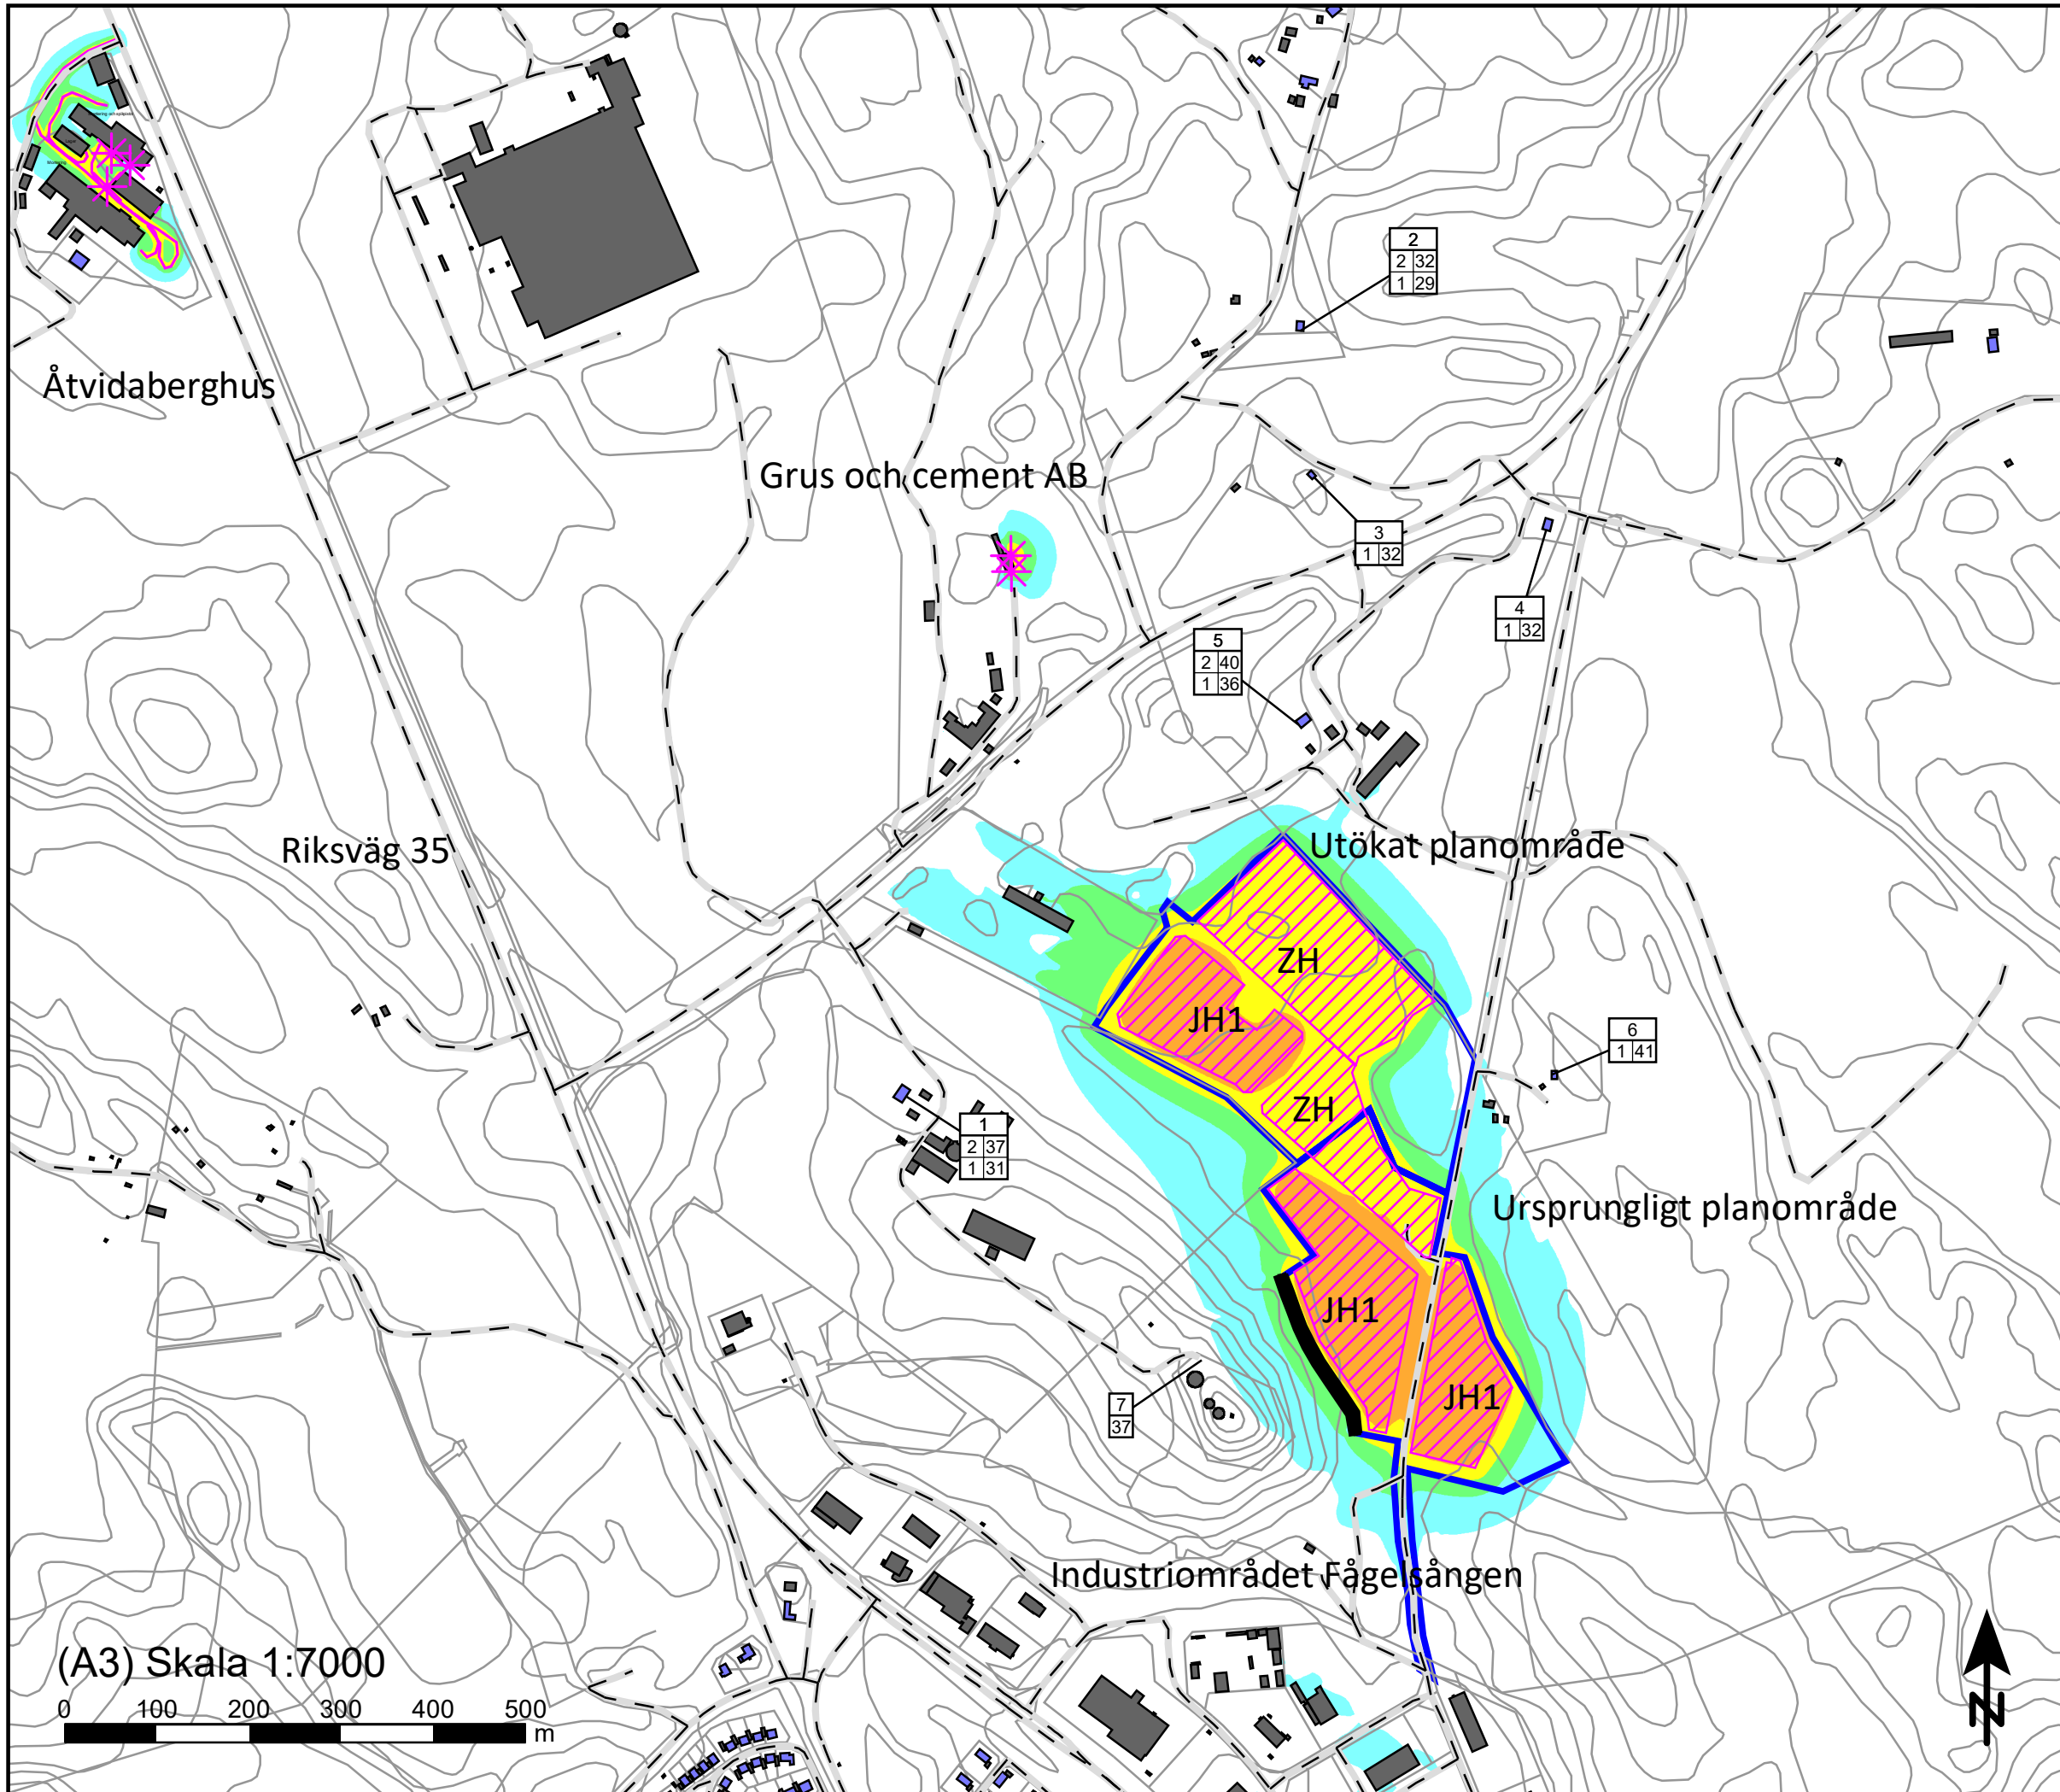 2
2 32
1 29
Åtvidaberghus
Grus och cement AB
3
1 32
4
1 32
5
2 40
1 36
Riksväg 35
Utökat planområde
ZH
JH1
6
1 41
ZH
1
2 37
1 31
Ursprungligt planområde
JH1
JH1
7
37
Industriområdet Fågelsången
(A3) Skala 1:7000
0 100 200 300 400 500
m
N